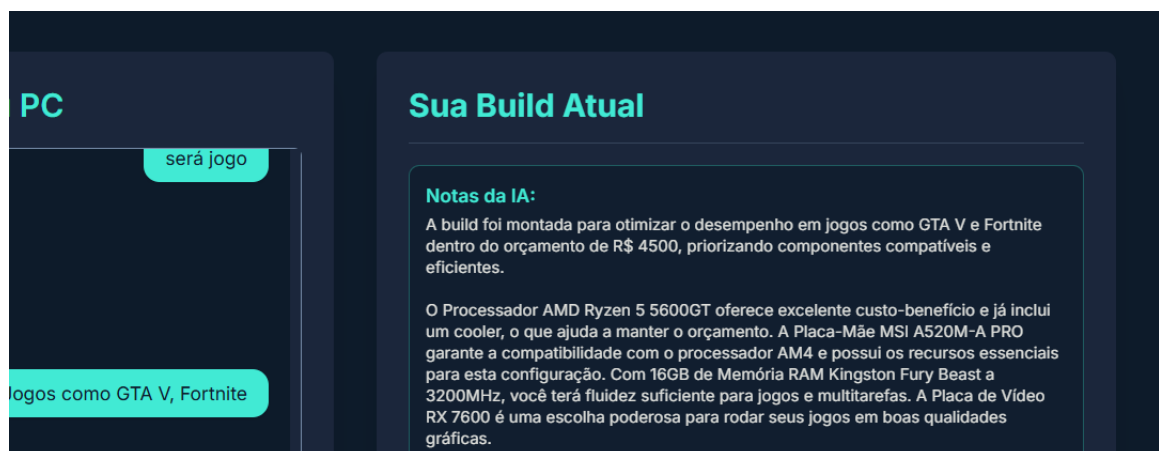 PC
será jogo
Jogos como GTA V, Fortnite
Sua Build Atual
Notas da IA:
A build foi montada para otimizar o desempenho em jogos como GTA V e Fortnite
dentro do orçamento de R$ 4500, priorizando componentes compatíveis e
eficientes.
O Processador AMD Ryzen 5 5600GT oferece excelente custo-benefício e já inclui
um cooler, o que ajuda a manter o orçamento. A Placa-Mãe MSI A520M-A PRO
garante a compatibilidade com o processador AM4 e possui os recursos essenciais
para esta configuração. Com 16GB de Memória RAM Kingston Fury Beast a
3200MHz, você terá fluidez suficiente para jogos e multitarefas. A Placa de Vídeo
RX 7600 é uma escolha poderosa para rodar seus jogos em boas qualidades
gráficas.